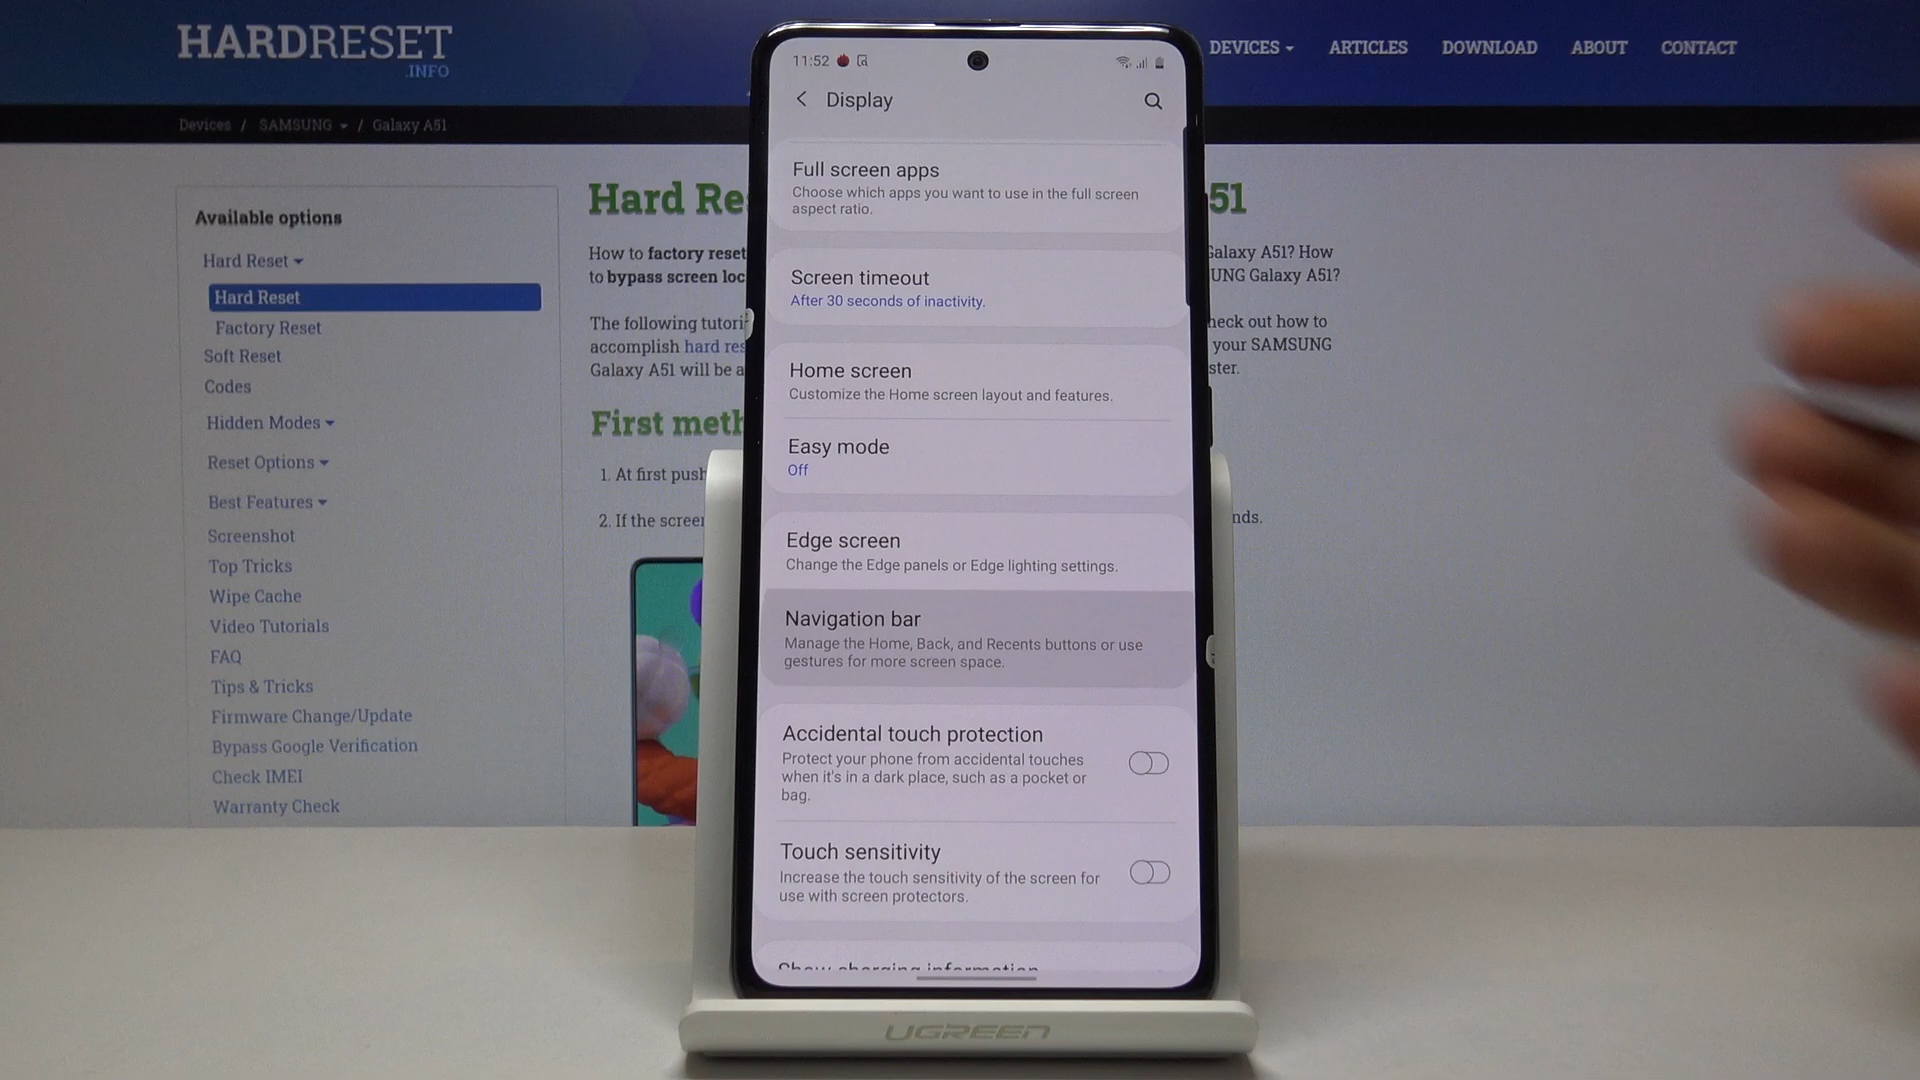 HARDRESET
.INFO
DEVICES
ARTICLES
DOWNLOAD
ABOUT
CONTACT
Devices / SAMSUNG / Galaxy A51
Available options
Hard Reset
Hard Reset
Factory Reset
Soft Reset
Codes
Hidden Modes
Reset Options
Best Features
Screenshot
Top Tricks
Wipe Cache
Video Tutorials
FAQ
Tips & Tricks
Firmware Change/Update
Bypass Google Verification
Check IMEI
Warranty Check
Hard Re
51
How to factory reset
Galaxy A51? How
to bypass screen loc
UNG Galaxy A51?
The following tutori
heck out how to
accomplish hard res
your SAMSUNG
Galaxy A51 will be a
ster.
First meth
1. At first push
2. If the screen
nds.
11:52
Display
Full screen apps
Choose which apps you want to use in the full screen
aspect ratio.
Screen timeout
After 30 seconds of inactivity.
Home screen
Customize the Home screen layout and features.
Easy mode
Off
Edge screen
Change the Edge panels or Edge lighting settings.
Navigation bar
Manage the Home, Back, and Recents buttons or use
gestures for more screen space.
Accidental touch protection
Protect your phone from accidental touches
when it's in a dark place, such as a pocket or
bag.
Touch sensitivity
Increase the touch sensitivity of the screen for
use with screen protectors.
Show charging information
UGREEN